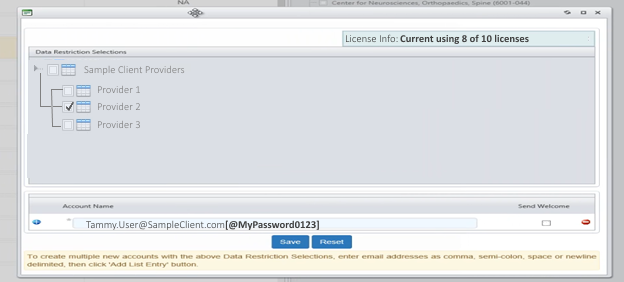 NA
Center for Neurosciences, Orthopaedics, Spine (8001-044)
License Info: Current using 8 of 10 licenses
Data Restriction Selections
Sample Client Providers
Provider 1
Provider 2
Provider 3
Account Name Send Welcome
* Tammy.User@SampleClient.com[@MyPassword0123]
Save Reset
To create multiple new accounts with the above Data Restriction Selections, enter email addresses as comma, semi-colon, space or newline
delimited, then click 'Add List Entry' button.